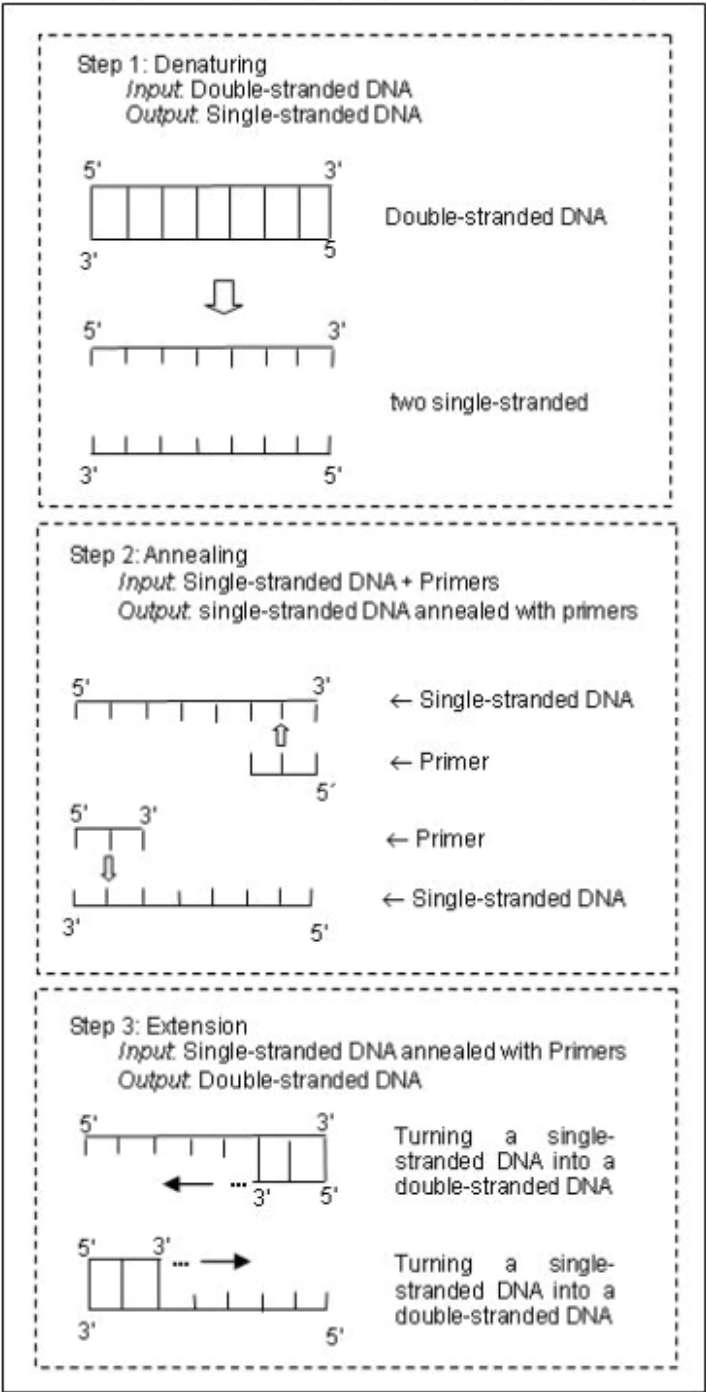 Step 1: Denaturing
Input: Double-stranded DNA
Output: Single-stranded DNA
5' 3'
Double-stranded DNA
3' 5
5' 3'
two single-stranded
3' 5'
Step 2: Annealing
Input: Single-stranded DNA + Primers
Output: single-stranded DNA annealed with primers
5' 3'
← Single-stranded DNA
← Primer
5'
5' 3'
← Primer
← Single-stranded DNA
3' 5'
Step 3: Extension
Input: Single-stranded DNA annealed with Primers
Output: Double-stranded DNA
5' 3'
Turning a single-
stranded DNA into a
double-stranded DNA
... 3' 5'
5' 3' ...
Turning a single-
stranded DNA into a
double-stranded DNA
3' 5'